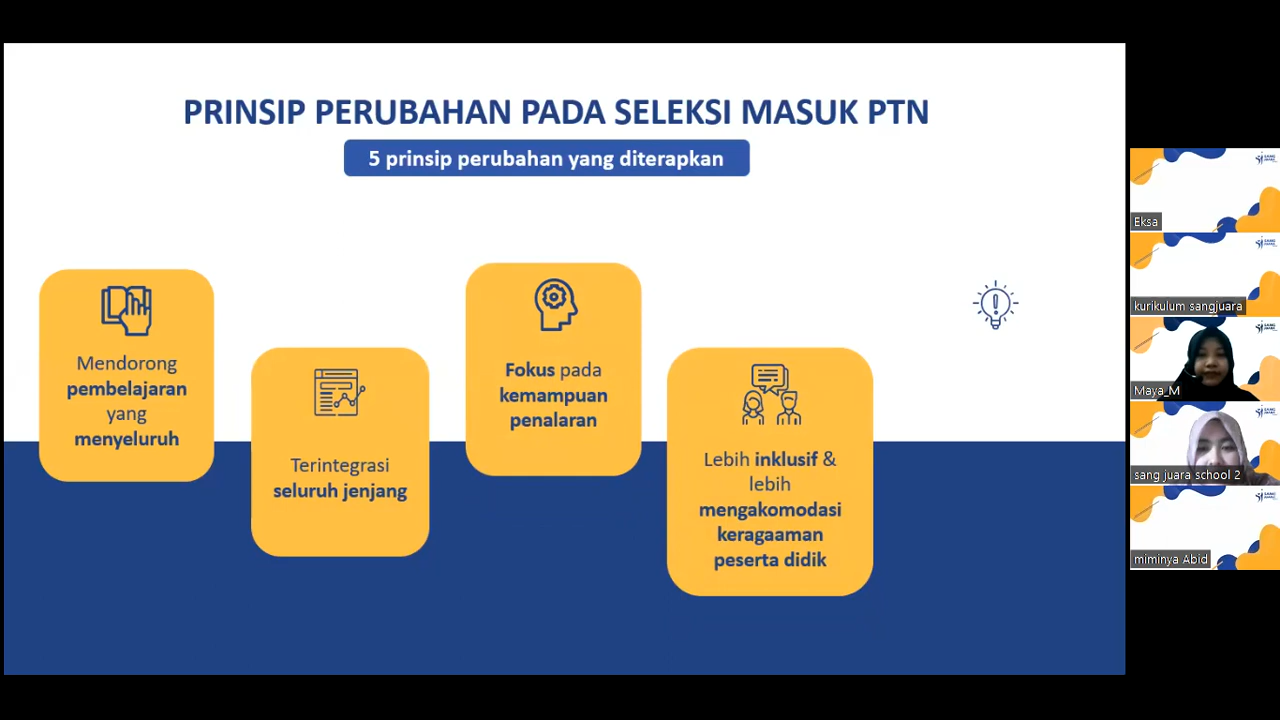 PRINSIP PERUBAHAN PADA SELEKSI MASUK PTN
5 prinsip perubahan yang diterapkan
Mendorong
pembelajaran
yang
menyeluruh
Terintegrasi
seluruh jenjang
Fokus pada
kemampuan
penalaran
Lebih inklusif &
lebih
mengakomodasi
keragaaman
peserta didik
Eksa
kurikulum sangjuara
Maya_M
sang juara school 2
miminya Abid